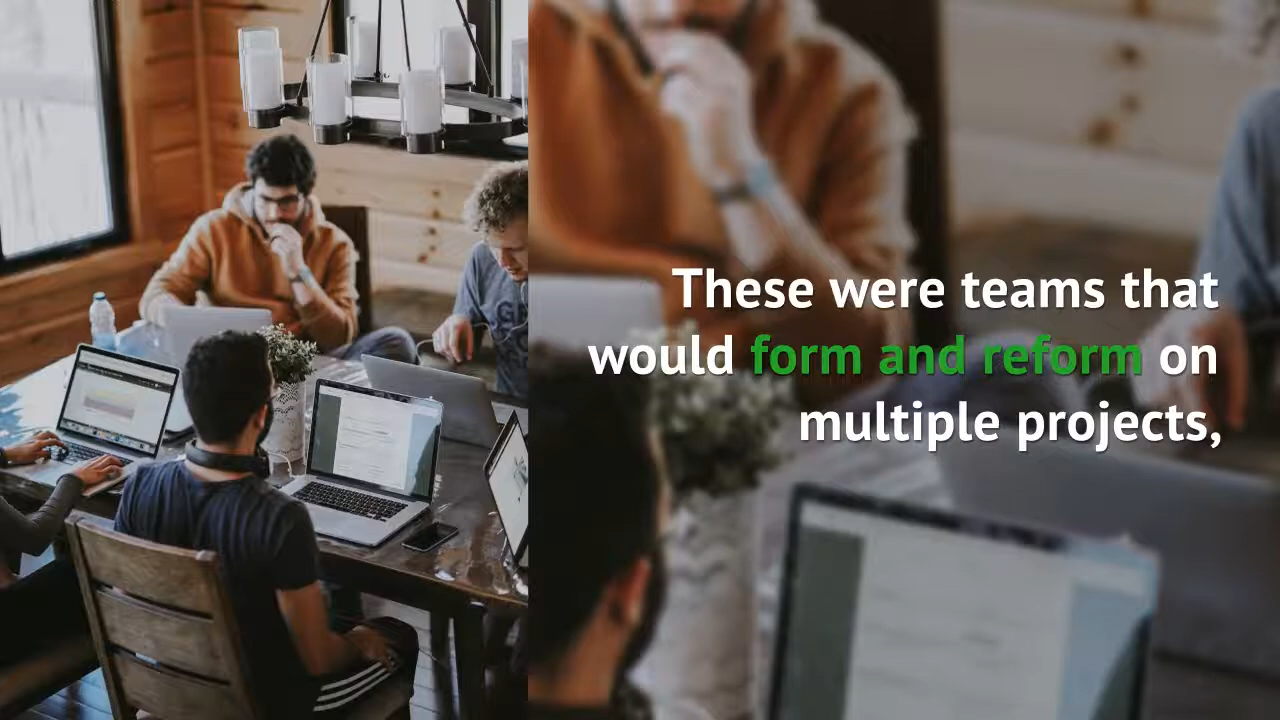 These were teams that
would form and reform on
multiple projects,